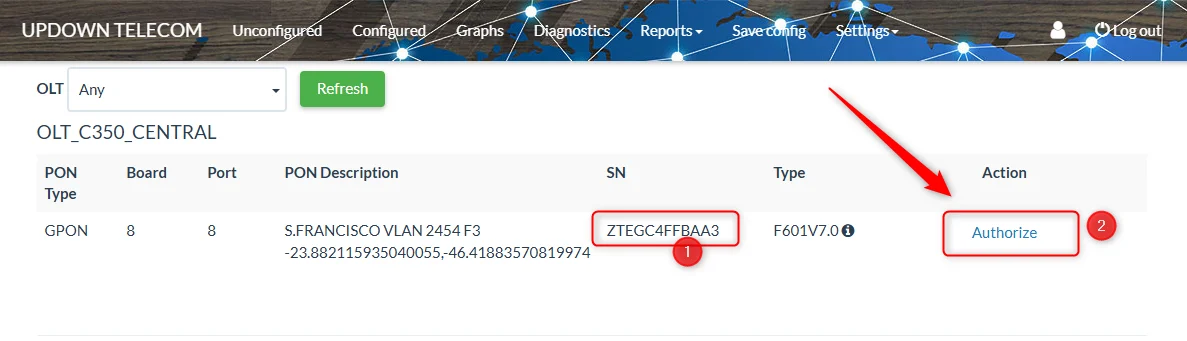 UPDOWN TELECOM Unconfigured Configured Graphs Diagnostics Reports Save config Settings Log out
OLT Any Refresh
OLT_C350_CENTRAL
PON Type Board Port PON Description SN Type Action
GPON 8 8 S.FRANCISCO VLAN 2454 F3 ZTEGC4FFBAA3 F601V7.0 Authorize 2
-23.882115935040055,-46.41883570819974 1